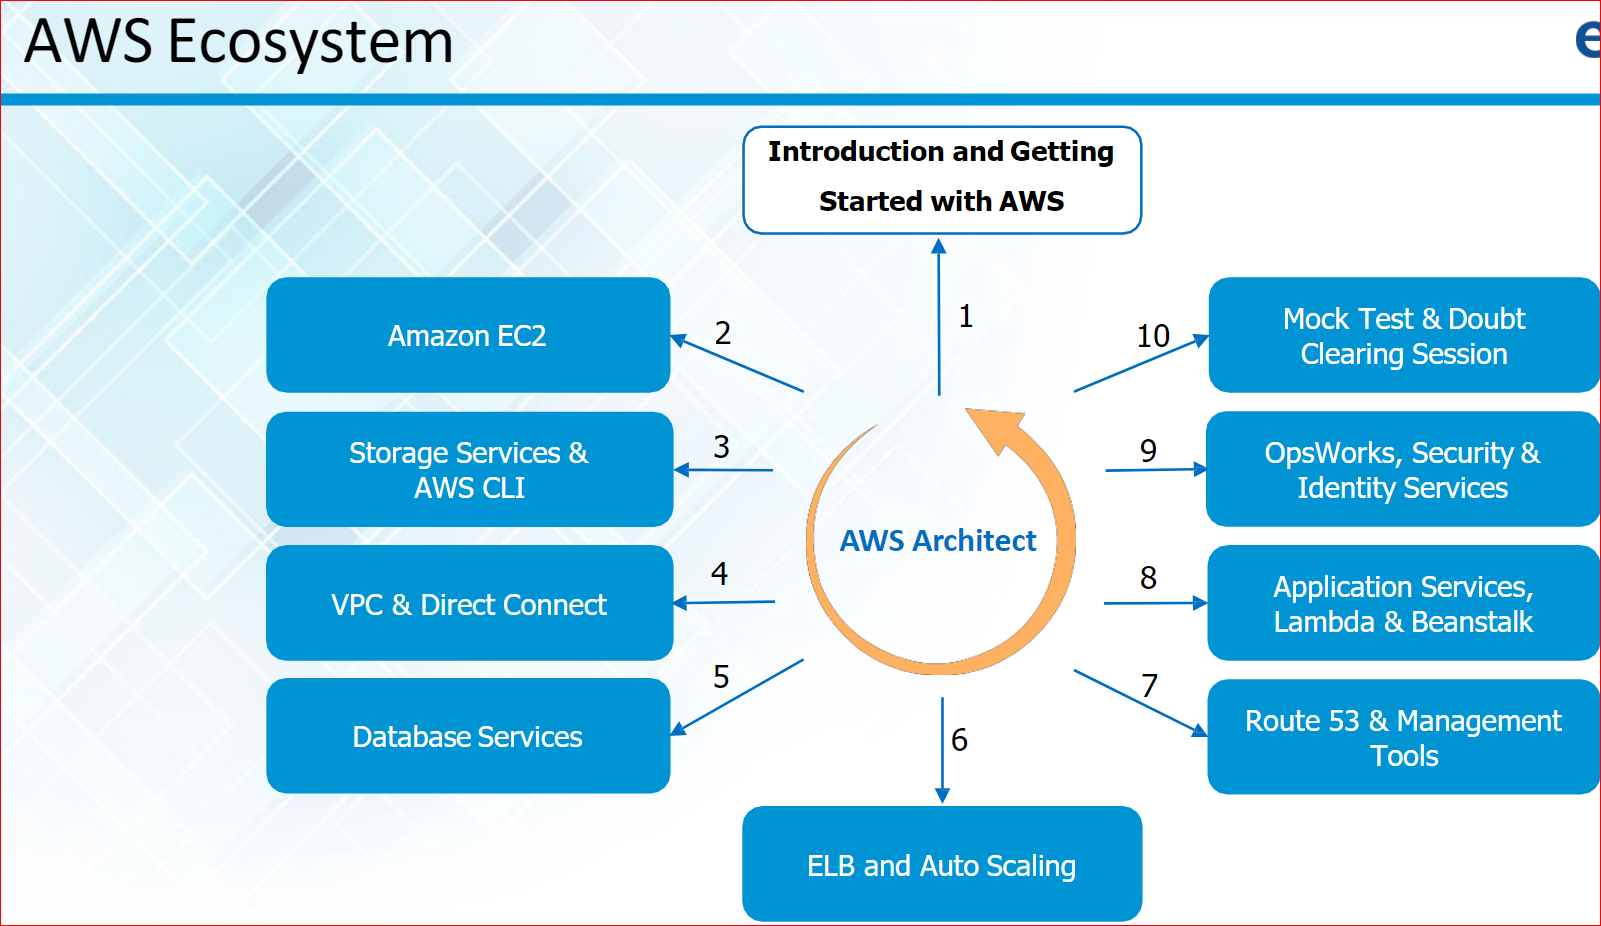 AWS Ecosystem
e
Introduction and Getting
Started with AWS
1
2
Amazon EC2
3
Storage Services &
AWS CLI
4
VPC & Direct Connect
5
Database Services
6
ELB and Auto Scaling
7
Route 53 & Management
Tools
8
Application Services,
Lambda & Beanstalk
9
OpsWorks, Security &
Identity Services
10
Mock Test & Doubt
Clearing Session
AWS Architect